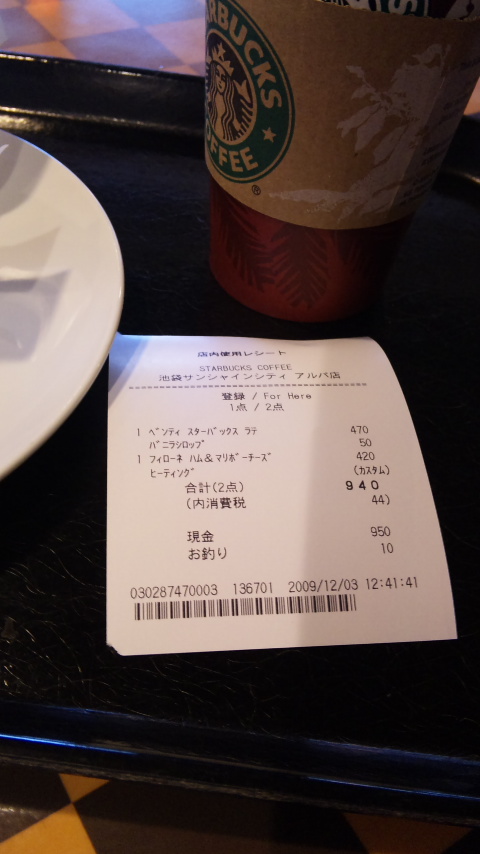 STARBUCKS
COFFEE
®
店内使用レシート
STARBUCKS COFFEE
池袋サンシャインシティ アルパ店
登録 / For Here
1点 / 2点
1 ベンティ スターバックス ラテ 470
バニラシロップ 50
1 フィローネ ハム&マリボーチーズ 420
ヒーティング (カスタム)
合計(2点) 940
(内消費税 44)
現金 950
お釣り 10
030287470003 136701 2009/12/03 12:41:41